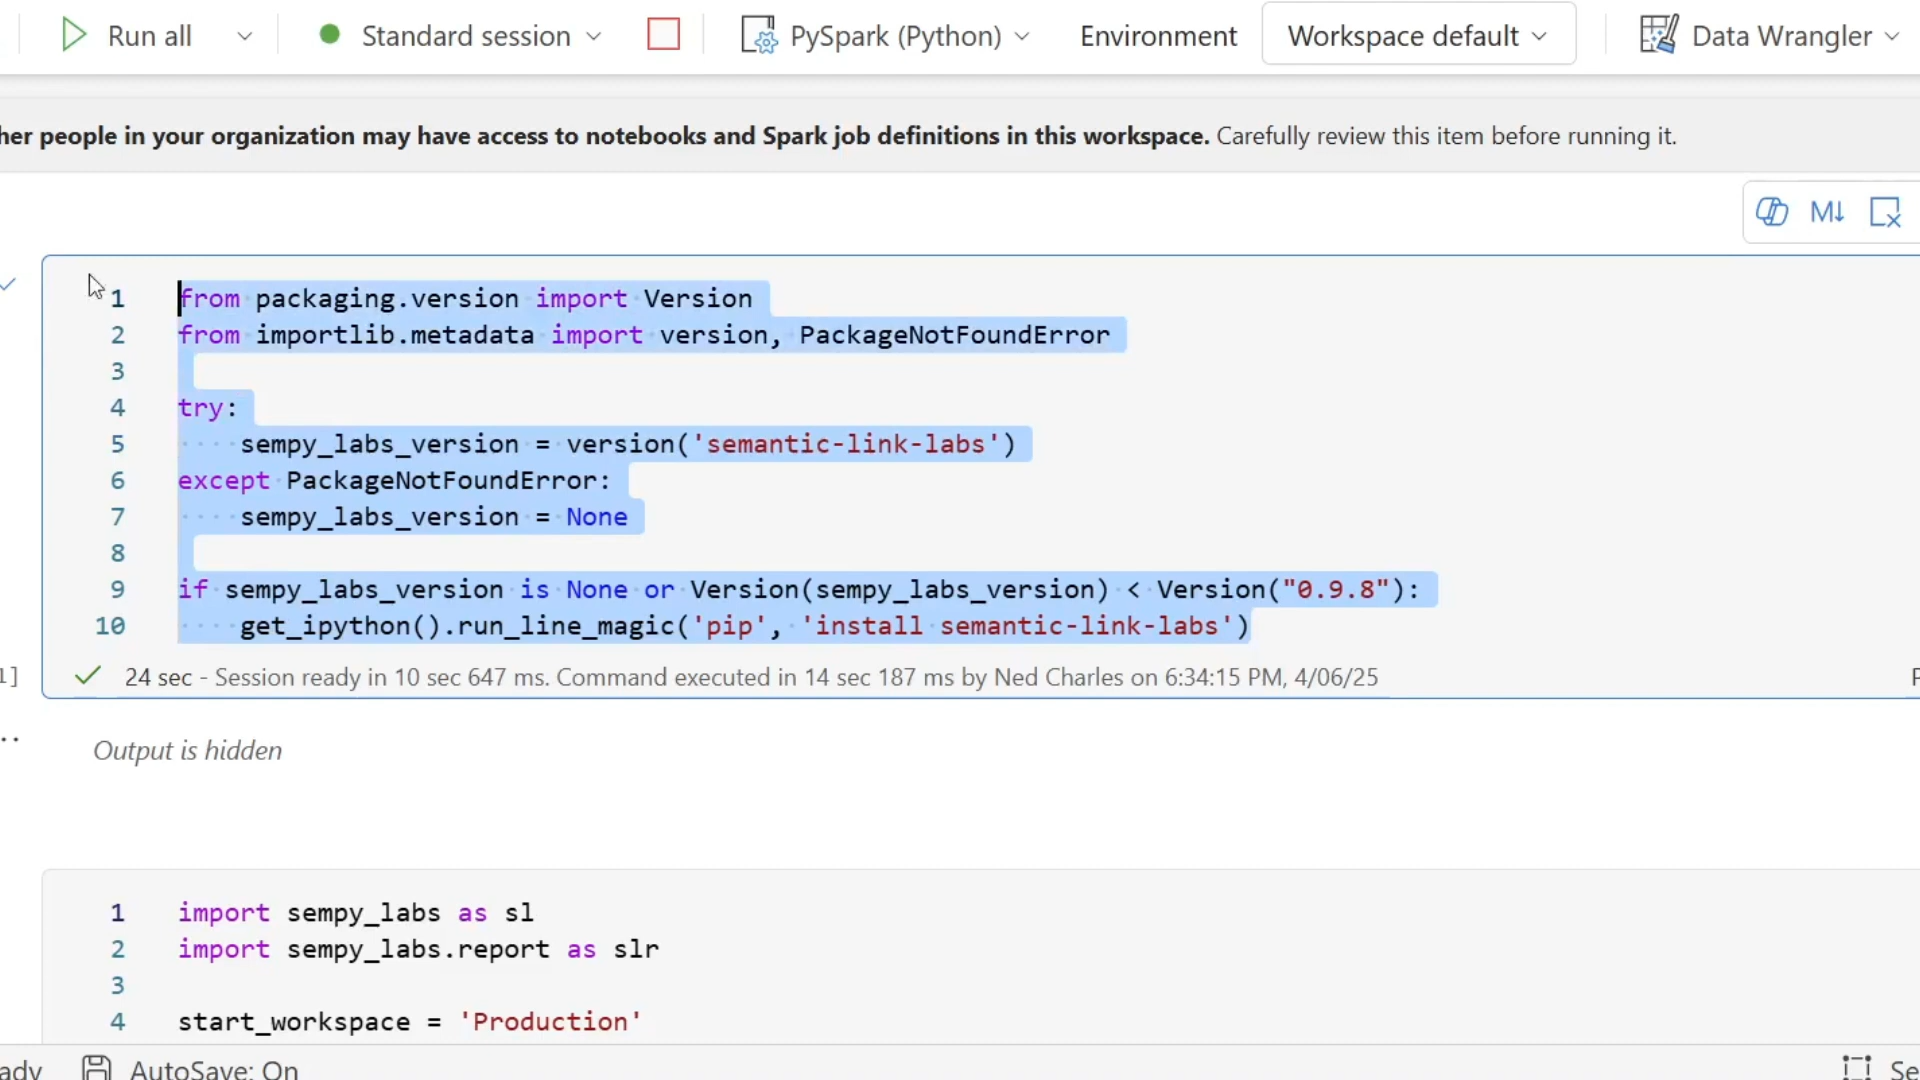 Run all
Standard session
PySpark (Python)
Environment
Workspace default
Data Wrangler
her people in your organization may have access to notebooks and Spark job definitions in this workspace. Carefully review this item before running it.
M↓
1 from packaging.version import Version
2 from importlib.metadata import version, PackageNotFoundError
3
4 try:
5     sempy_labs_version = version('semantic-link-labs')
6 except PackageNotFoundError:
7     sempy_labs_version = None
8
9 if sempy_labs_version is None or Version(sempy_labs_version) < Version("0.9.8"):
10     get_ipython().run_line_magic('pip', 'install semantic-link-labs')
1] 24 sec - Session ready in 10 sec 647 ms. Command executed in 14 sec 187 ms by Ned Charles on 6:34:15 PM, 4/06/25
Output is hidden
1 import sempy_labs as sl
2 import sempy_labs.report as slr
3
4 start_workspace = 'Production'
ady AutoSave: On Se